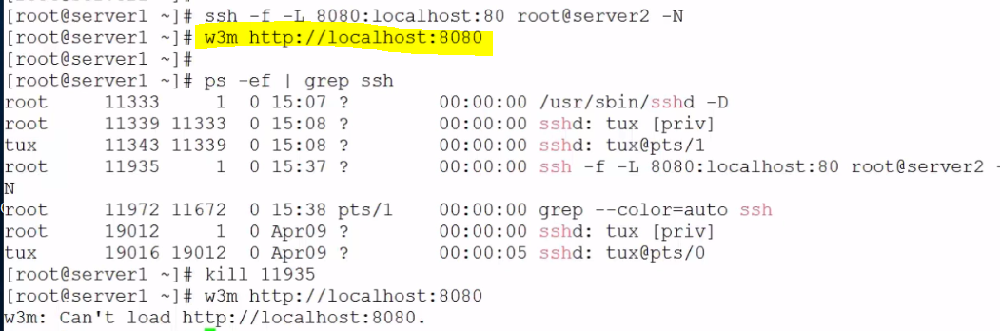 [root@server1 ~]# ssh -f -L 8080:localhost:80 root@server2 -N
[root@server1 ~]# w3m http://localhost:8080
[root@server1 ~]#
[root@server1 ~]# ps -ef | grep ssh
root     11333     1  0 15:07 ?        00:00:00 /usr/sbin/sshd -D
root     11339 11333  0 15:08 ?        00:00:00 sshd: tux [priv]
tux      11343 11339  0 15:08 ?        00:00:00 sshd: tux@pts/1
root     11935     1  0 15:37 ?        00:00:00 ssh -f -L 8080:localhost:80 root@server2 -
N
root     11972 11672  0 15:38 pts/1    00:00:00 grep --color=auto ssh
root     19012     1  0 Apr09 ?        00:00:00 sshd: tux [priv]
tux      19016 19012  0 Apr09 ?        00:00:05 sshd: tux@pts/0
[root@server1 ~]# kill 11935
[root@server1 ~]# w3m http://localhost:8080
w3m: Can't load http://localhost:8080.